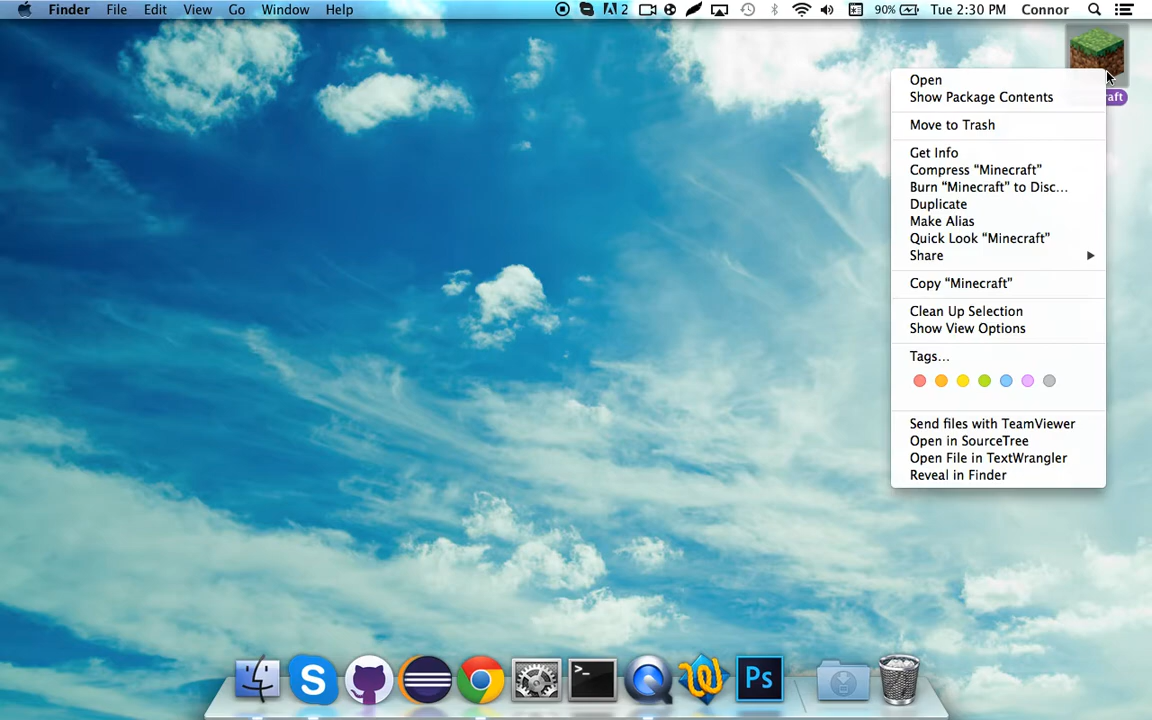 Finder File Edit View Go Window Help 2 90% Tue 2:30 PM Connor
Open
Show Package Contents
aft
Move to Trash
Get Info
Compress “Minecraft”
Burn “Minecraft” to Disc…
Duplicate
Make Alias
Quick Look “Minecraft”
Share
Copy “Minecraft”
Clean Up Selection
Show View Options
Tags…
Send files with TeamViewer
Open in SourceTree
Open File in TextWrangler
Reveal in Finder
S >_ Ps